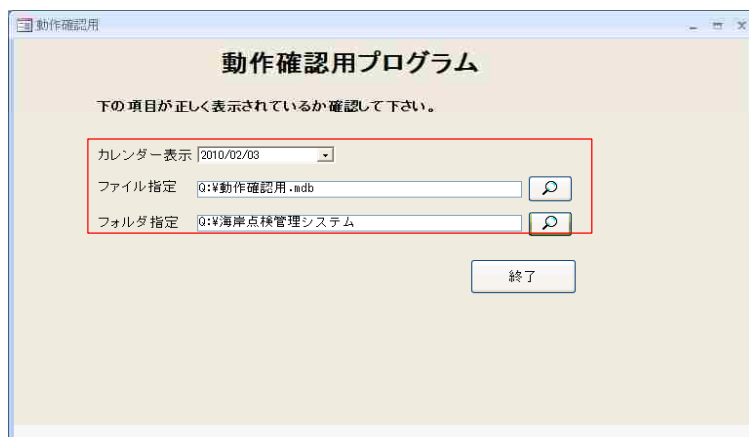 動作確認用
動作確認用プログラム
下の項目が正しく表示されているか確認して下さい。
カレンダー表示 2010/02/03
ファイル指定 Q:¥動作確認用.mdb
フォルダ指定 Q:¥海岸点検管理システム
終了